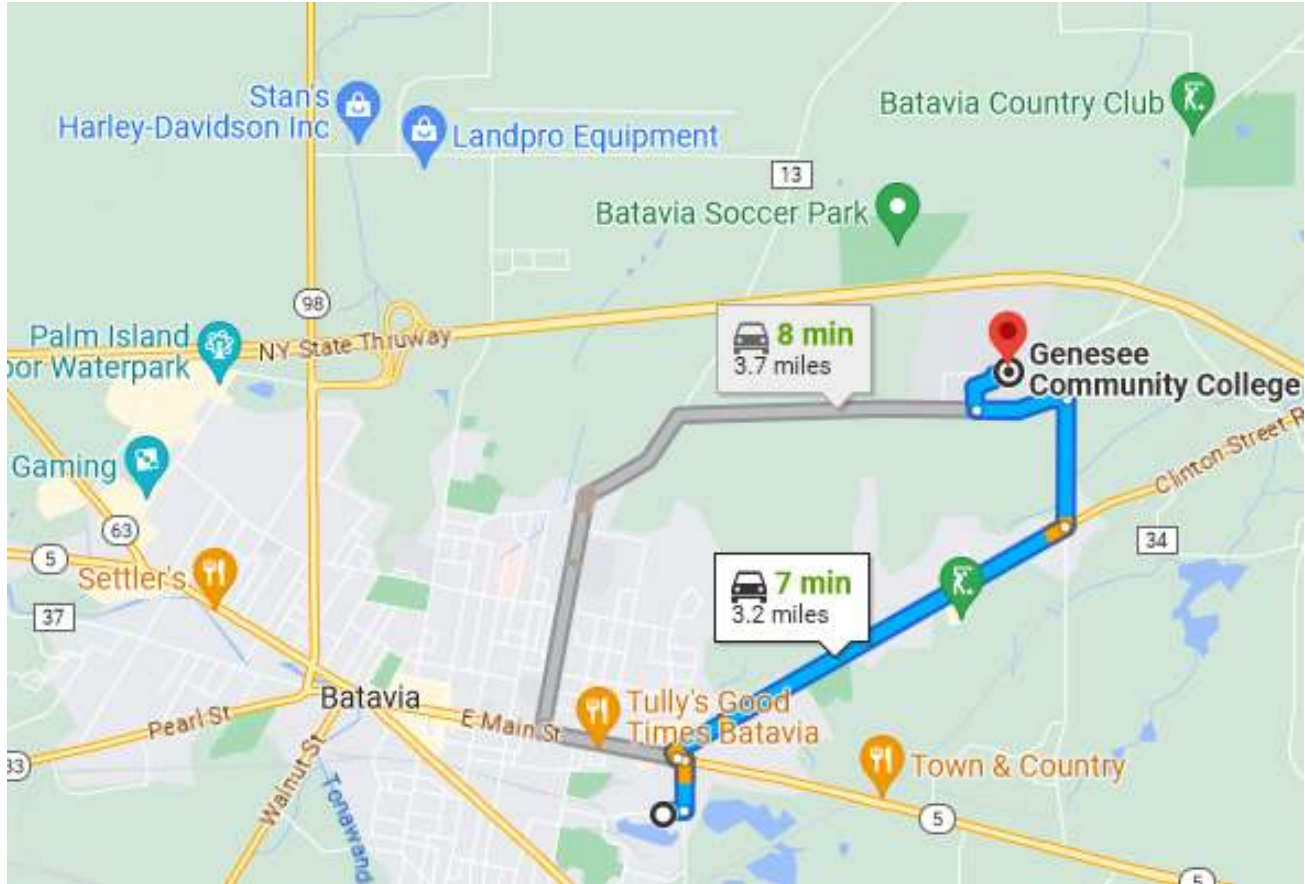 Stan's
Harley-Davidson Inc
Landpro Equipment
Batavia Country Club
13
Batavia Soccer Park
98
Palm Island
oor Waterpark
NY State Thruway
8 min
3.7 miles
Genesee
Community College
Gaming
63
Clinton Street R
5
34
Settler's
37
7 min
3.2 miles
Batavia
Pearl St
E Main St
Tully's Good
Times Batavia
33
Walnut St
Tonawand
Town & Country
5
5